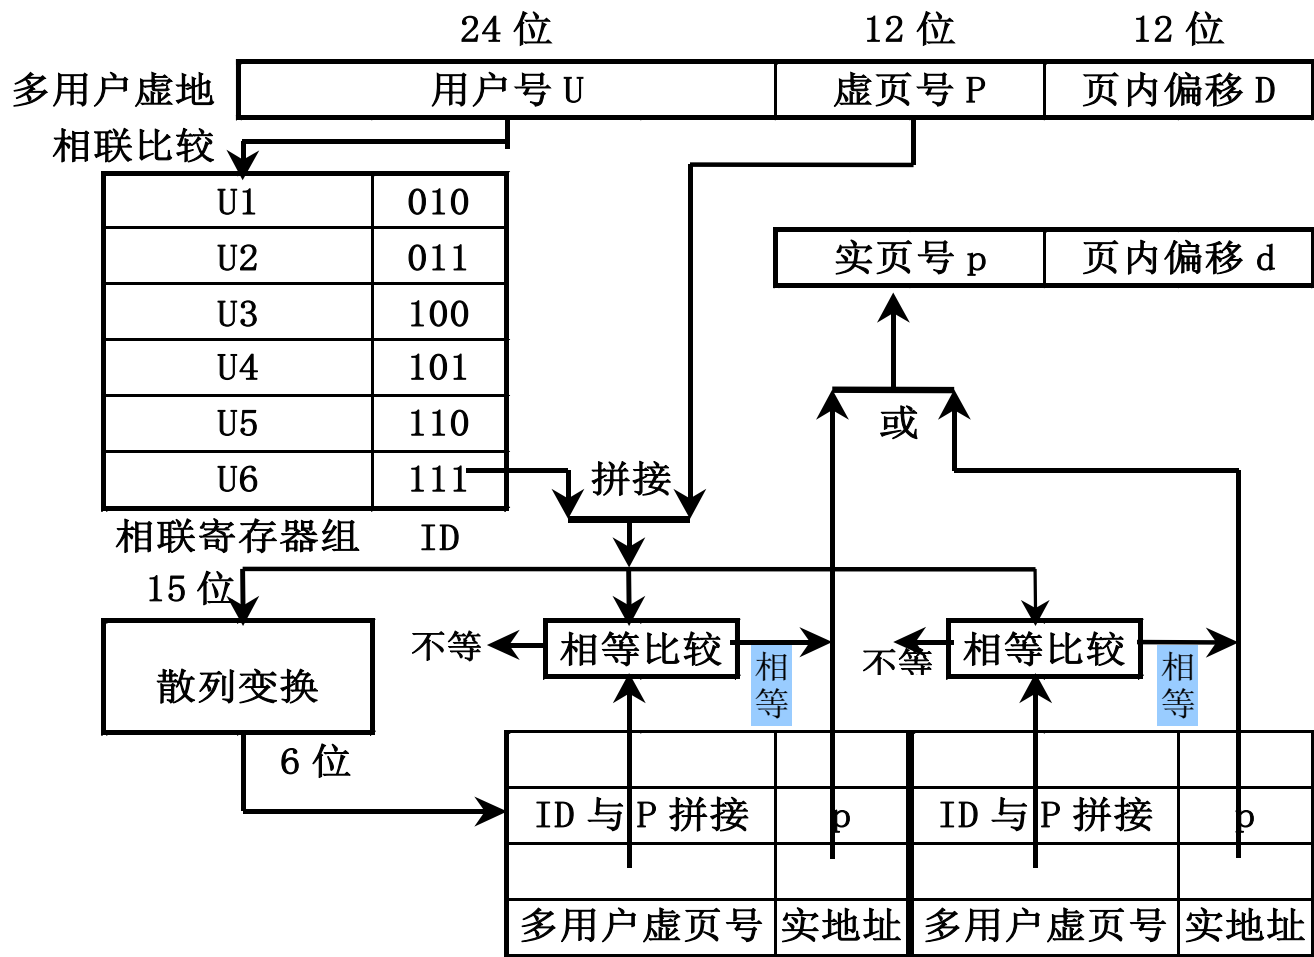 24 位 12 位 12 位
多用户虚地 用户号 U 虚页号 P 页内偏移 D
相联比较
U1 010
U2 011 实页号 p 页内偏移 d
U3 100
U4 101
U5 110 或
U6 111 拼接
相联寄存器组 ID
15 位
散列变换 不等 相等比较 相等 不等 相等比较 相等
6 位
ID 与 P 拼接 p ID 与 P 拼接 p
多用户虚页号 实地址 多用户虚页号 实地址